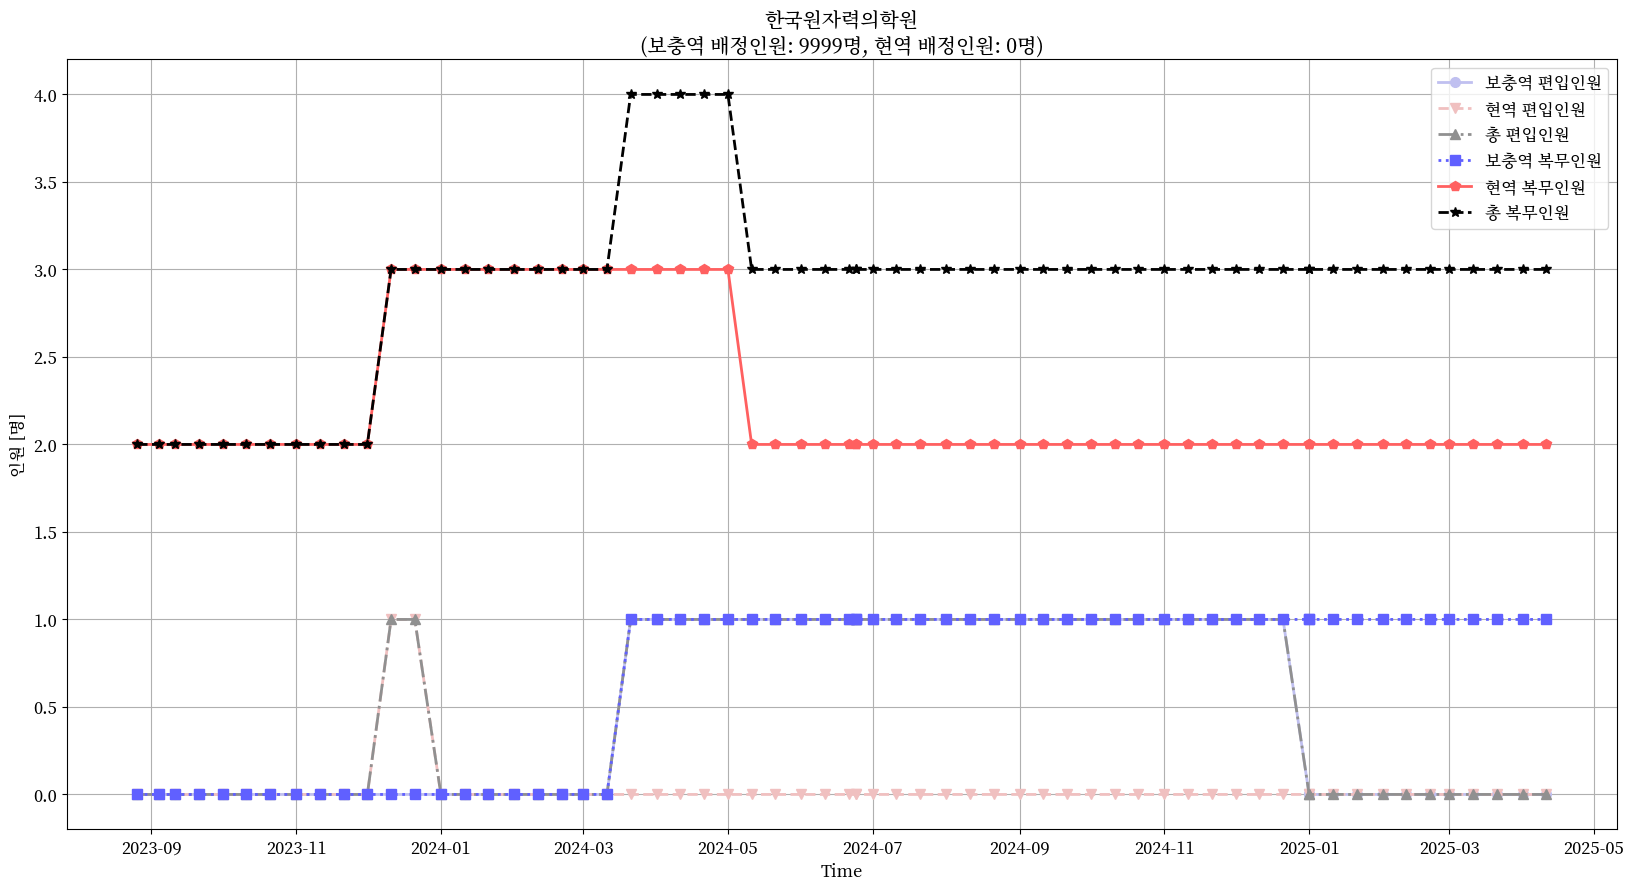 한국원자력의학원
(보충역 배정인원: 9999명, 현역 배정인원: 0명)
보충역 편입인원
현역 편입인원
총 편입인원
보충역 복무인원
현역 복무인원
총 복무인원
인원 [명]
4.0
3.5
3.0
2.5
2.0
1.5
1.0
0.5
0.0
2023-09
2023-11
2024-01
2024-03
2024-05
2024-07
2024-09
2024-11
2025-01
2025-03
2025-05
Time